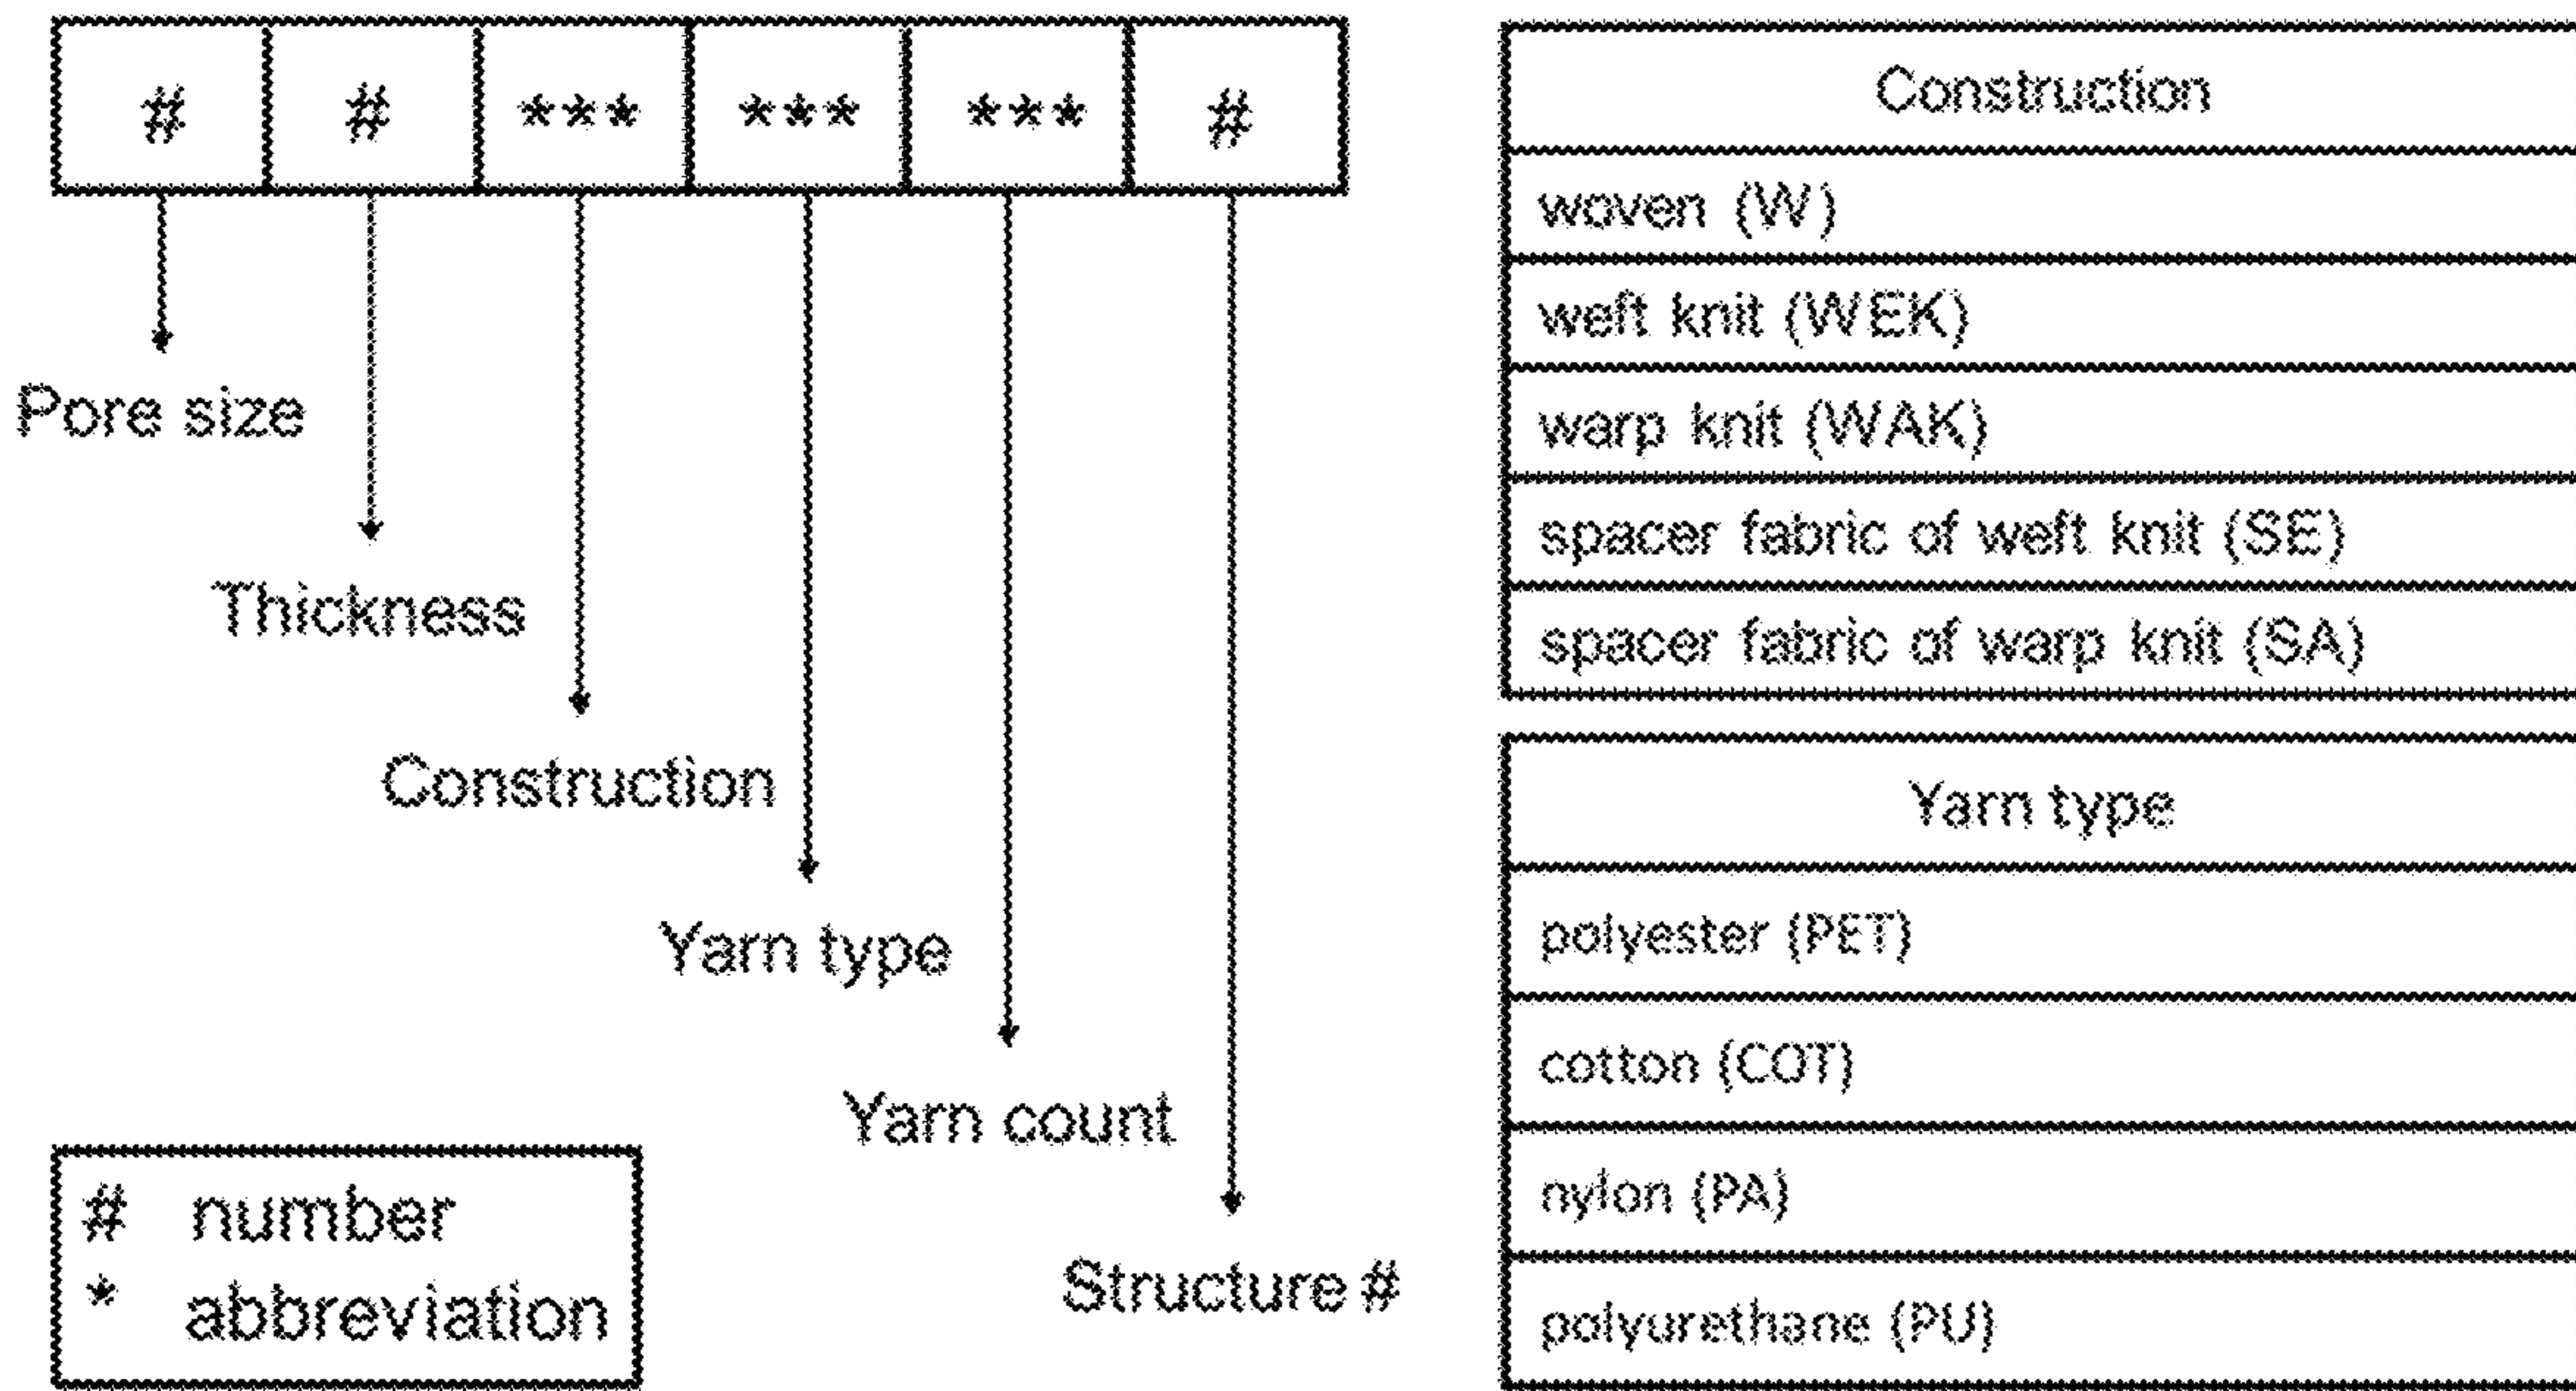 # # *** *** *** #
Pore size
Thickness
Construction
Yarn type
Yarn count
Structure #
# number
* abbreviation
Construction
woven (W)
weft knit (WEK)
warp knit (WAK)
spacer fabric of weft knit (SE)
spacer fabric of warp knit (SA)
Yarn type
polyester (PET)
cotton (COT)
nylon (PA)
polyurethane (PU)